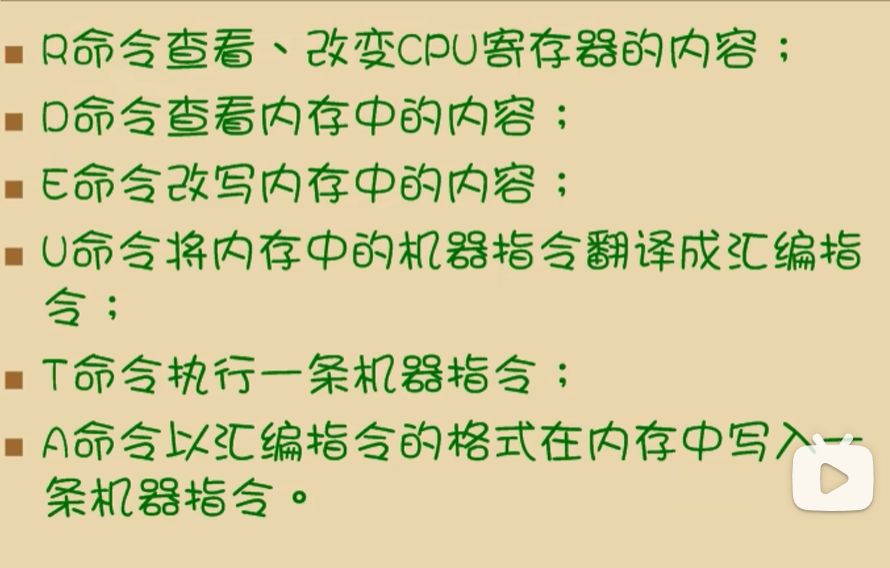 R命令查看、改变CPU寄存器的内容；
D命令查看内存中的内容；
E命令改写内存中的内容；
U命令将内存中的机器指令翻译成汇编指
令；
T命令执行一条机器指令；
A命令以汇编指令的格式在内存中写入一
条机器指令。